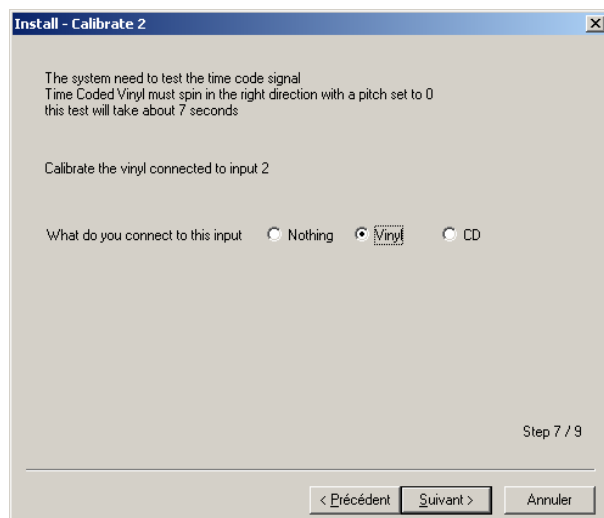 Install - Calibrate 2
The system need to test the time code signal
Time Coded Vinyl must spin in the right direction with a pitch set to 0
this test will take about 7 seconds
Calibrate the vinyl connected to input 2
What do you connect to this input Nothing Vinyl CD
Step 7 / 9
< Précédent Suivant > Annuler